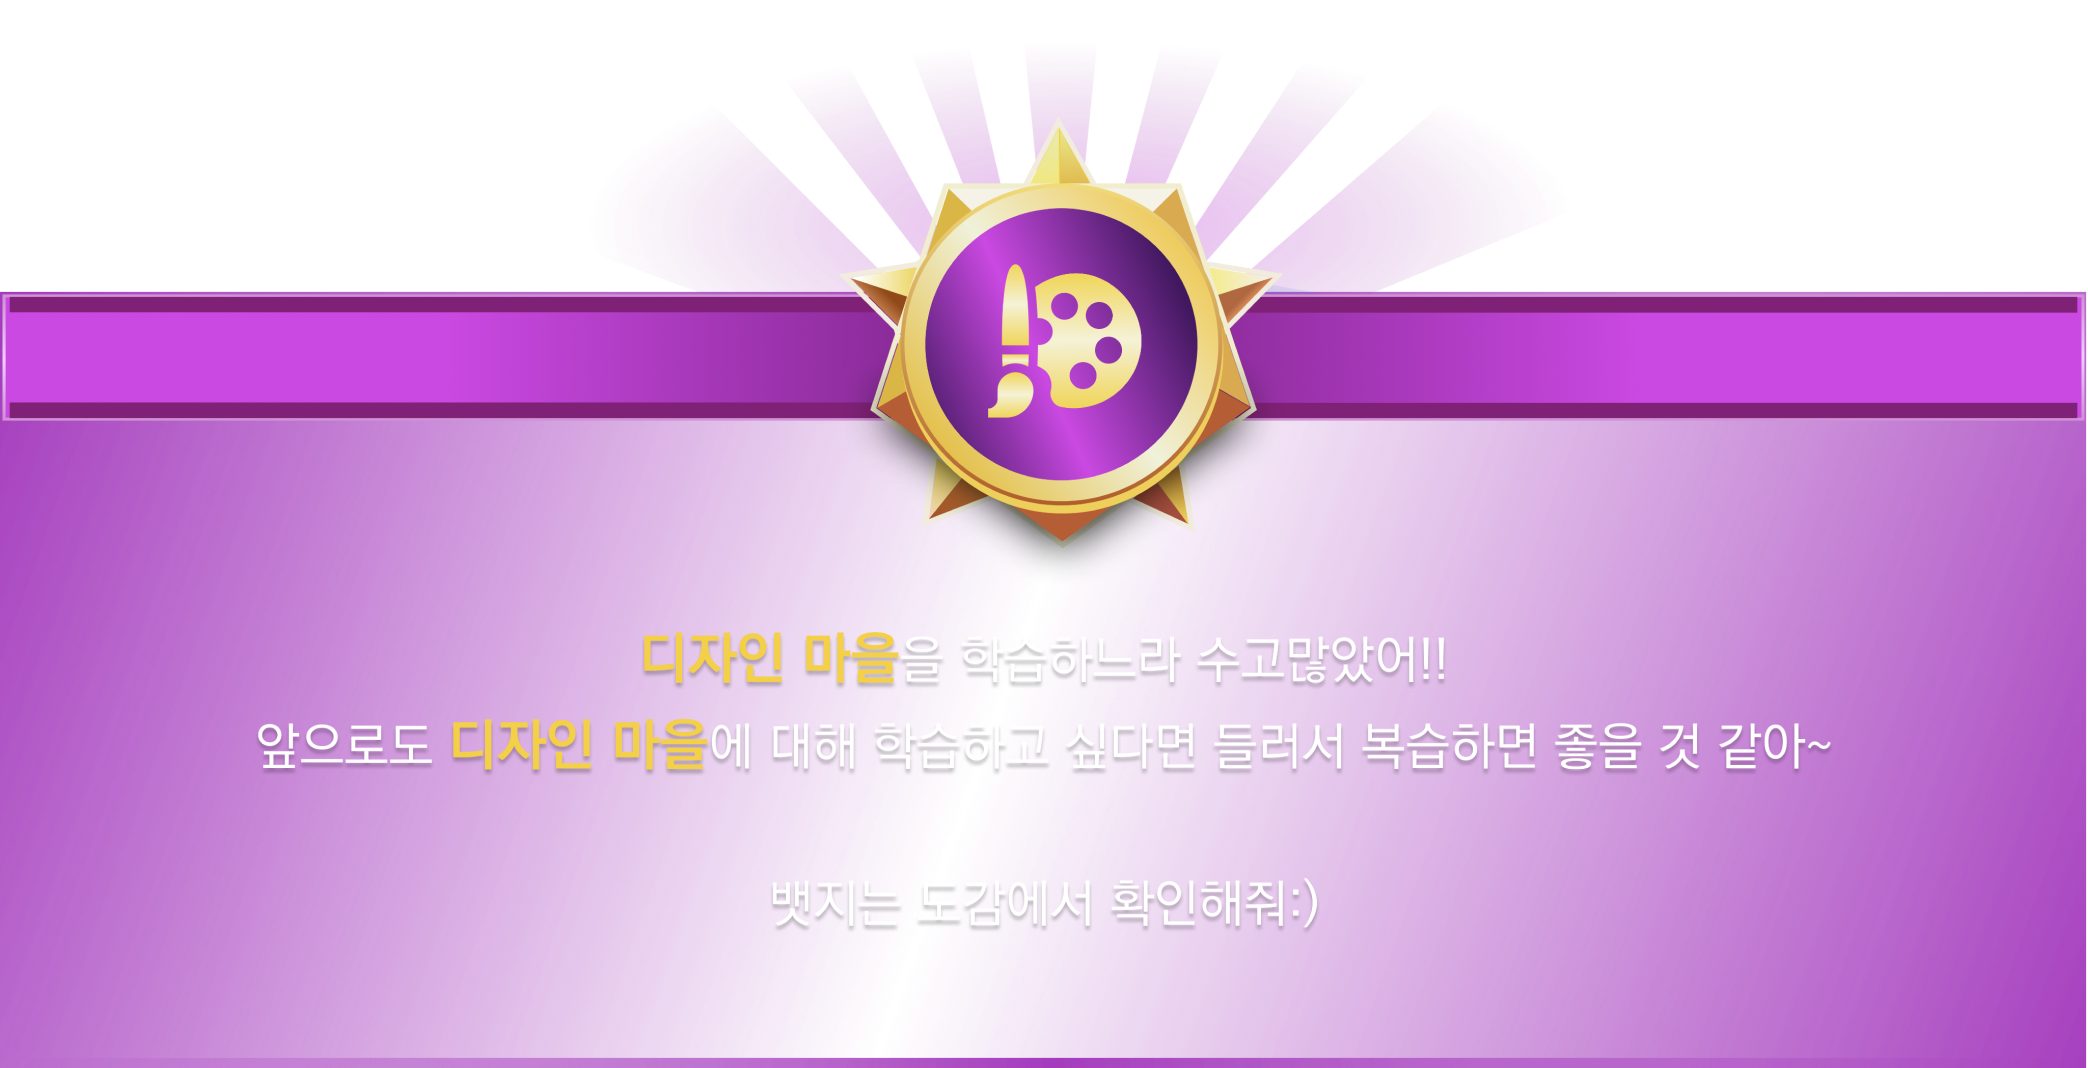 디자인 마을을 학습하느라 수고많았어!!
앞으로도 디자인 마을에 대해 학습하고 싶다면 들러서 복습하면 좋을 것 같아~
뱃지는 도감에서 확인해줘:)